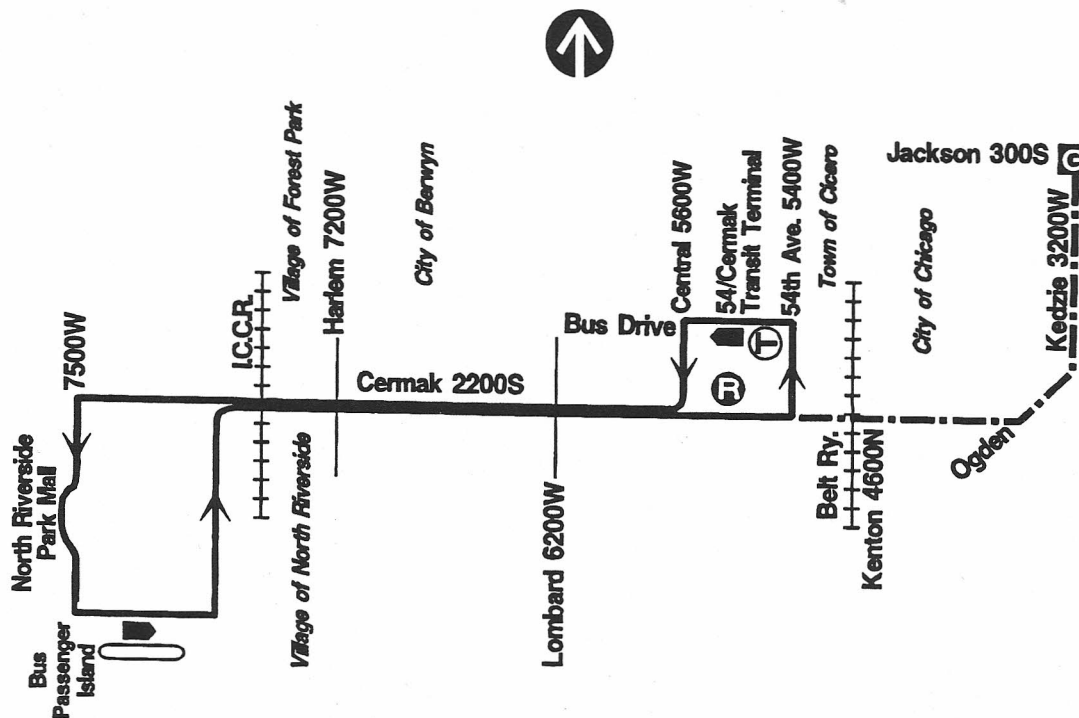 7500W
North Riverside
Park Mall
Bus
Passenger
Island
I.C.C.R.
Village of Forest Park
Village of North Riverside
Harlem 7200W
City of Berwyn
Cermak 2200S
Lombard 6200W
Bus Drive
Central 5600W
54/Cermak
Transit Terminal
R
T
54th Ave. 5400W
Town of Cicero
Belt Ry.
Kenton 4600N
City of Chicago
Ogden
Kedzie 3200W
Jackson 300S
C